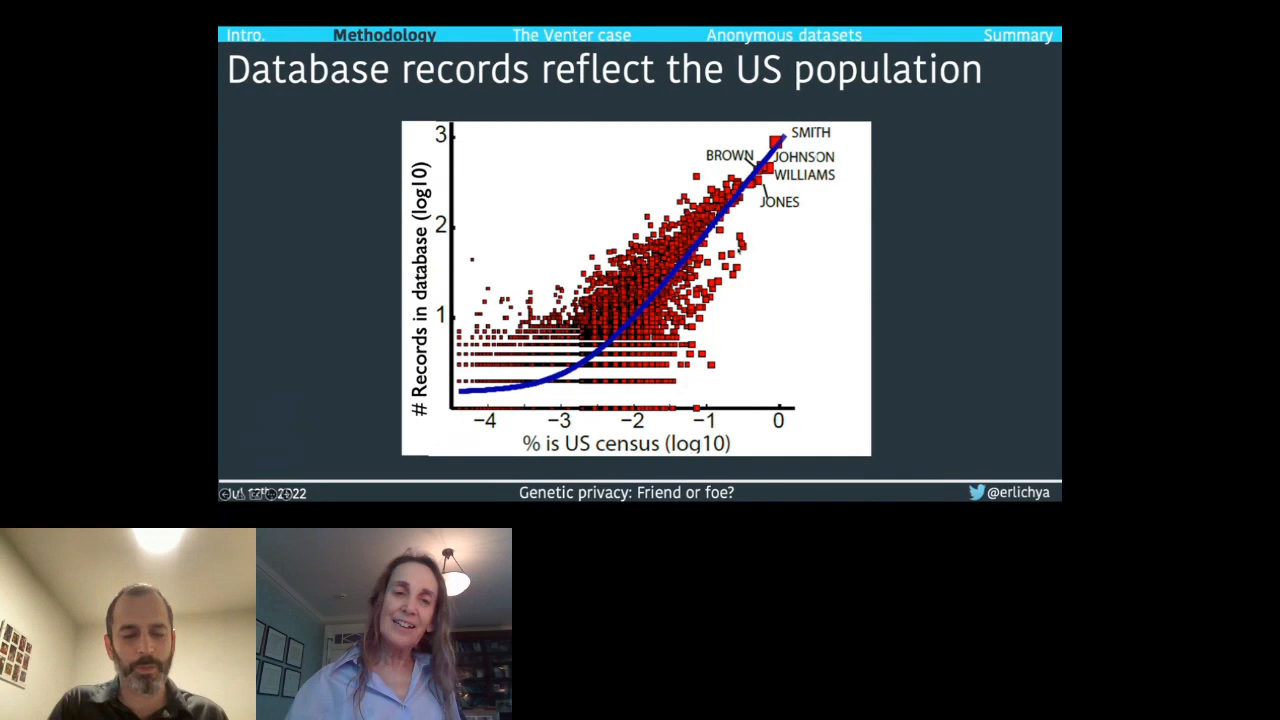 Intro. Methodology The Venter case Anonymous datasets Summary
Database records reflect the US population
# Records in database (log10)
3
2
1
SMITH
BROWN
JOHNSON
WILLIAMS
JONES
−4 −3 −2 −1 0
% is US census (log10)
Genetic privacy: Friend or foe?
@erlichya